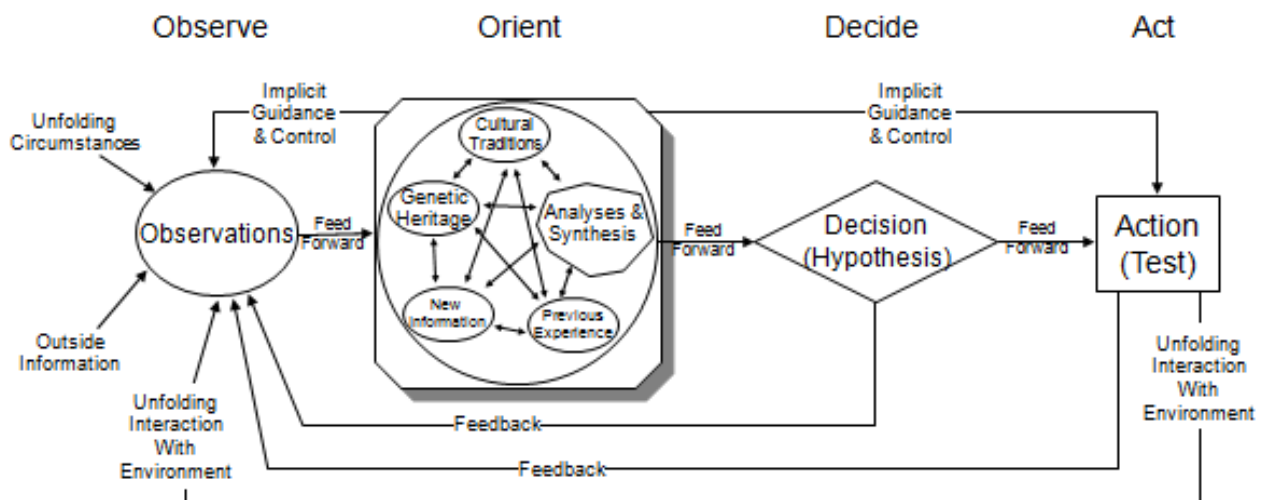 Observe
Orient
Decide
Act
Implicit
Guidance
& Control
Implicit
Guidance
& Control
Unfolding
Circumstances
Cultural
Traditions
Genetic
Heritage
Analyses &
Synthesis
New
Information
Previous
Experience
Observations
Feed
Forward
Feed
Forward
Decision
(Hypothesis)
Feed
Forward
Action
(Test)
Outside
Information
Unfolding
Interaction
With
Environment
Unfolding
Interaction
With
Environment
Feedback
Feedback